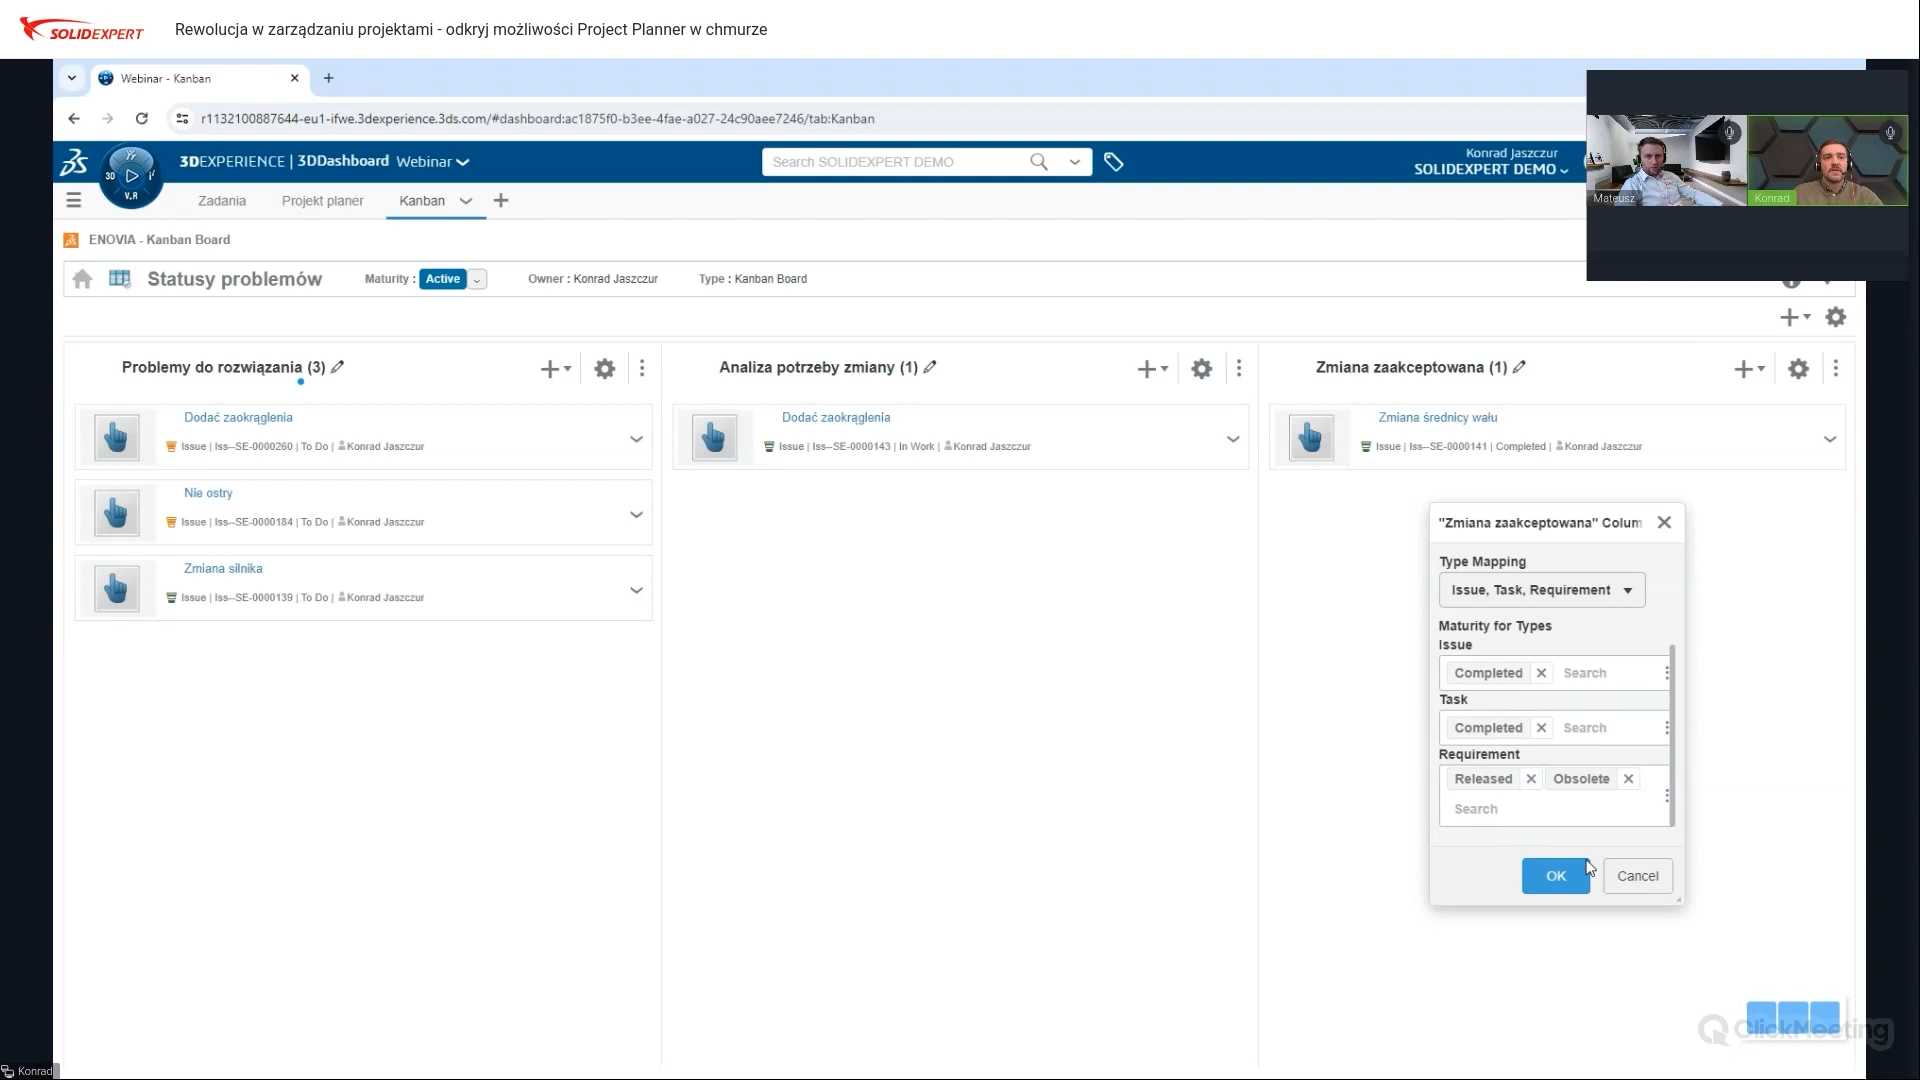 SOLIDEXPERT
Rewolucja w zarządzaniu projektami - odkryj możliwości Project Planner w chmurze
Webinar - Kanban
r1132100887644-eu1-ifwe.3dexperience.3ds.com/#dashboard:ac1875f0-b3ee-4fae-a027-24c90aee7246/tab:Kanban
3DEXPERIENCE | 3DDashboard Webinar
Search SOLIDEXPERT DEMO
Konrad Jaszczur
SOLIDEXPERT DEMO
3D
V.R
Mateusz
Konrad
Zadania
Projekt planer
Kanban
ENOVIA - Kanban Board
Statusy problemów
Maturity : Active
Owner : Konrad Jaszczur
Type : Kanban Board
Problemy do rozwiązania (3)
Dodać zaokrąglenia
Issue | Iss--SE-0000260 | To Do | Konrad Jaszczur
Nie ostry
Issue | Iss--SE-0000184 | To Do | Konrad Jaszczur
Zmiana silnika
Issue | Iss--SE-0000139 | To Do | Konrad Jaszczur
Analiza potrzeby zmiany (1)
Dodać zaokrąglenia
Issue | Iss--SE-0000143 | In Work | Konrad Jaszczur
Zmiana zaakceptowana (1)
Zmiana średnicy wału
Issue | Iss--SE-0000141 | Completed | Konrad Jaszczur
"Zmiana zaakceptowana" Colum
Type Mapping
Issue, Task, Requirement
Maturity for Types
Issue
Completed Search
Task
Completed Search
Requirement
Released Obsolete
Search
OK
Cancel
ClickMeeting
Konrad